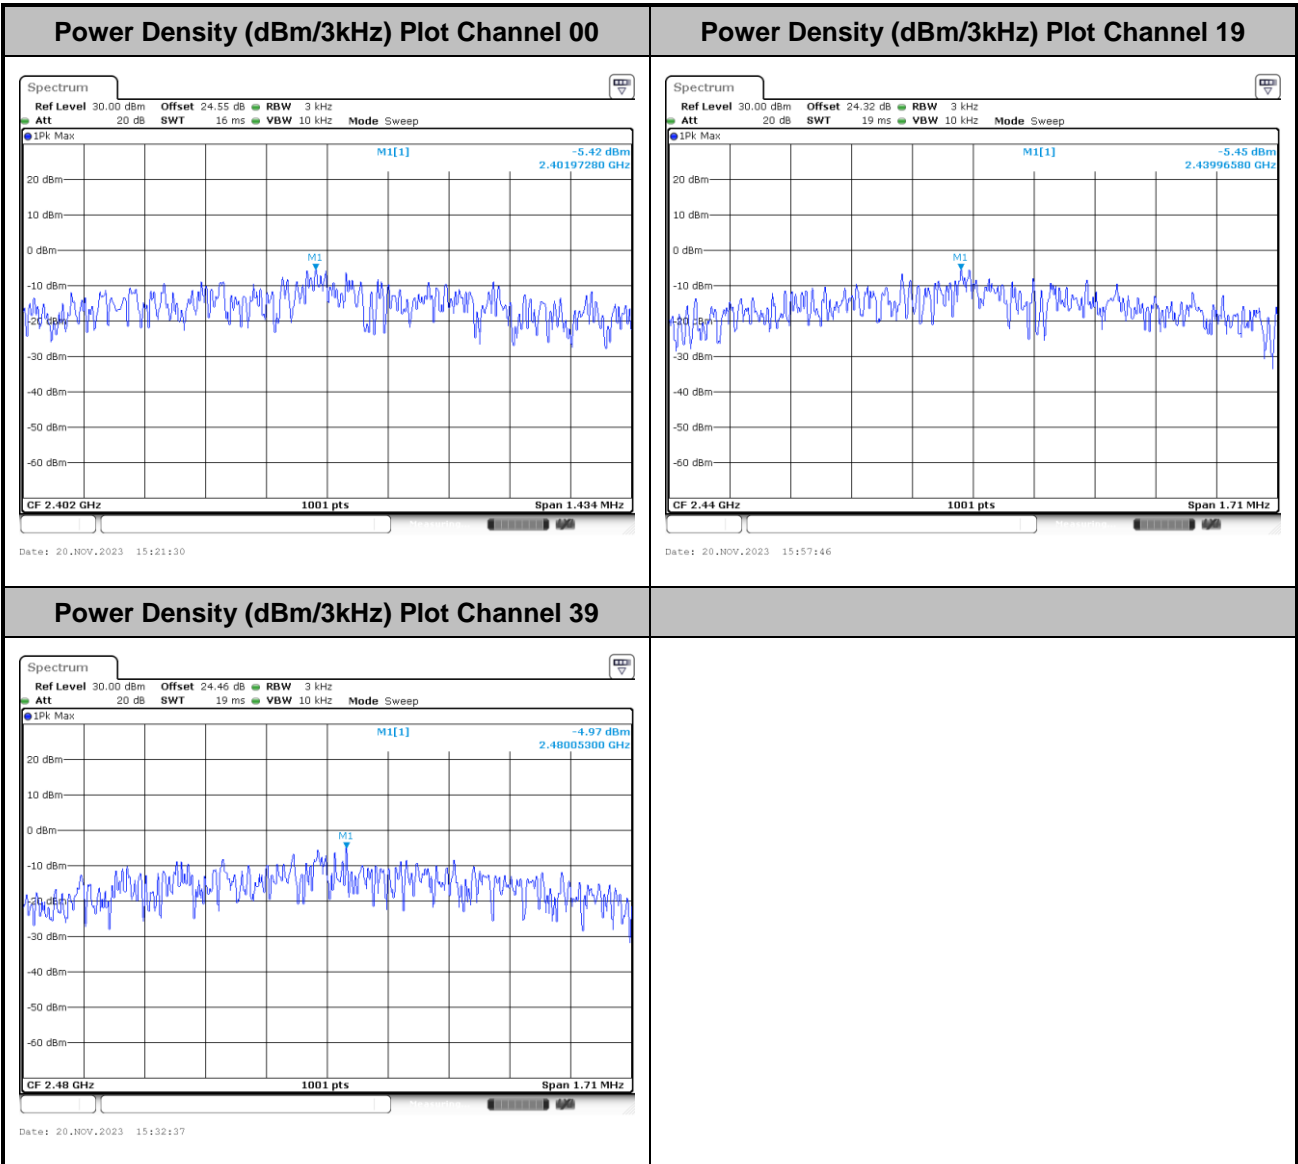 Power Density (dBm/3kHz) Plot Channel 00
Power Density (dBm/3kHz) Plot Channel 19
Spectrum
Ref Level 30.00 dBm Offset 24.55 dB RBW 3 kHz
Att 20 dB SWT 16 ms VBW 10 kHz Mode Sweep
1Pk Max
M1[1] -5.42 dBm
2.40197280 GHz
20 dBm
10 dBm
0 dBm
M1
-10 dBm
-20 dBm
-30 dBm
-40 dBm
-50 dBm
-60 dBm
CF 2.402 GHz 1001 pts Span 1.434 MHz
Measuring...
Date: 20.NOV.2023 15:21:30
Spectrum
Ref Level 30.00 dBm Offset 24.32 dB RBW 3 kHz
Att 20 dB SWT 19 ms VBW 10 kHz Mode Sweep
1Pk Max
M1[1] -5.45 dBm
2.43996580 GHz
20 dBm
10 dBm
0 dBm
M1
-10 dBm
-20 dBm
-30 dBm
-40 dBm
-50 dBm
-60 dBm
CF 2.44 GHz 1001 pts Span 1.71 MHz
Measuring...
Date: 20.NOV.2023 15:57:46
Power Density (dBm/3kHz) Plot Channel 39
Spectrum
Ref Level 30.00 dBm Offset 24.46 dB RBW 3 kHz
Att 20 dB SWT 19 ms VBW 10 kHz Mode Sweep
1Pk Max
M1[1] -4.97 dBm
2.48005300 GHz
20 dBm
10 dBm
0 dBm
M1
-10 dBm
-20 dBm
-30 dBm
-40 dBm
-50 dBm
-60 dBm
CF 2.48 GHz 1001 pts Span 1.71 MHz
Measuring...
Date: 20.NOV.2023 15:32:37